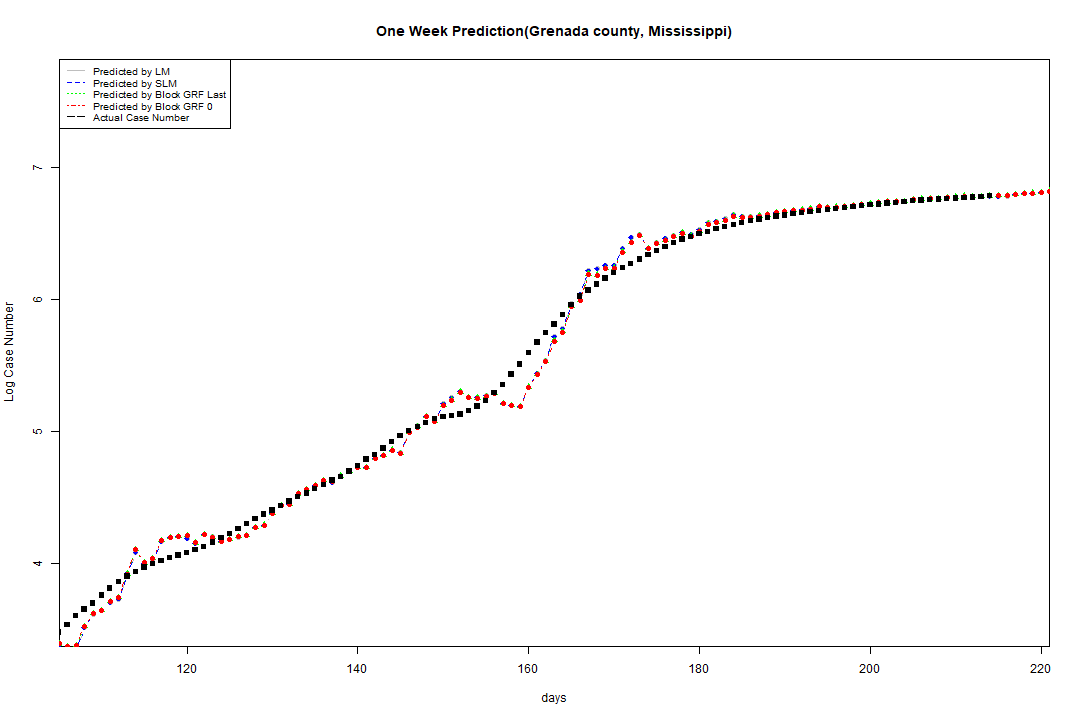 One Week Prediction(Grenada county, Mississippi)
Predicted by LM
Predicted by SLM
Predicted by Block GRF Last
Predicted by Block GRF 0
Actual Case Number
7
6
5
4
Log Case Number
120 140 160 180 200 220
days